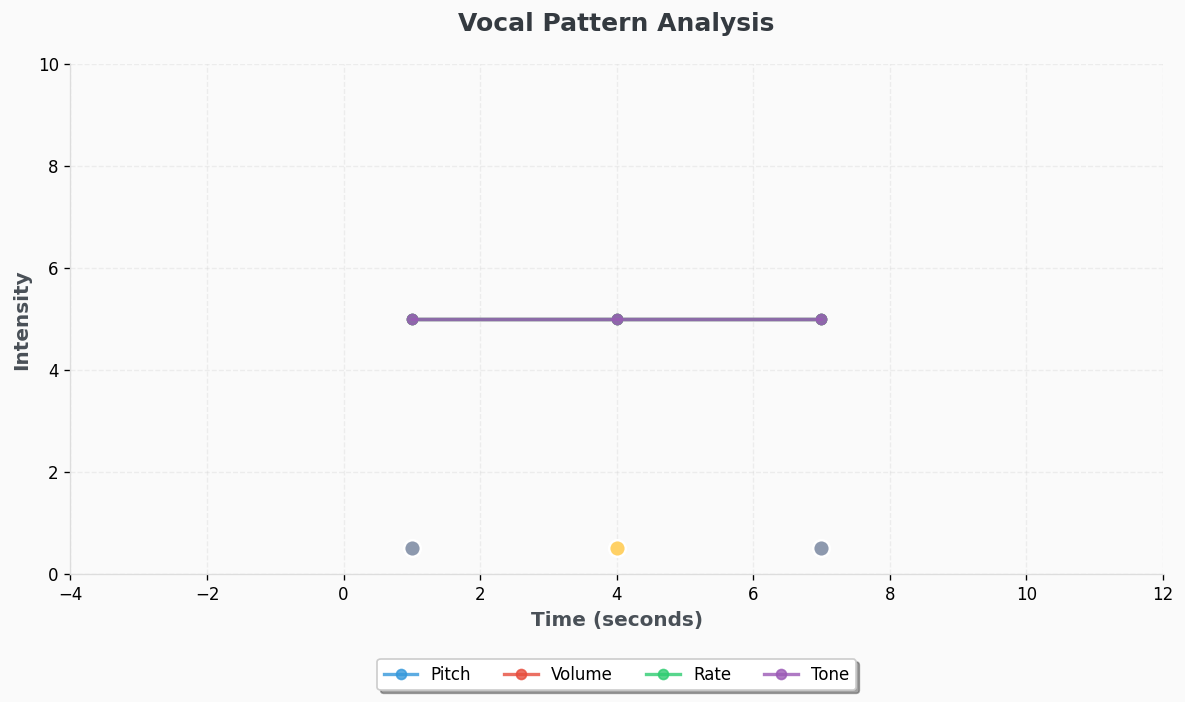 Vocal Pattern Analysis
10
8
6
4
2
0
Intensity
−4 −2 0 2 4 6 8 10 12
Time (seconds)
Pitch Volume Rate Tone